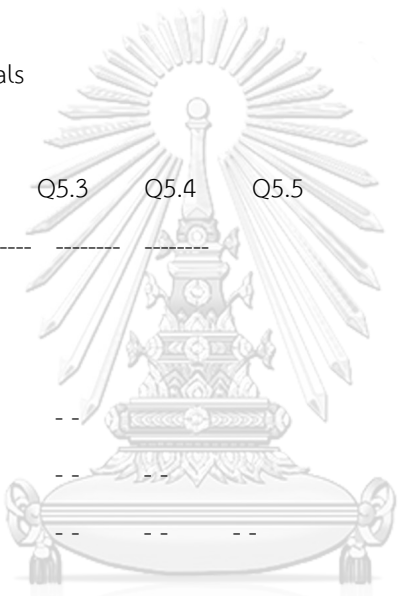 als
Q5.3 Q5.4 Q5.5
---- -------- --------
- -
- - - -
- - - - - -